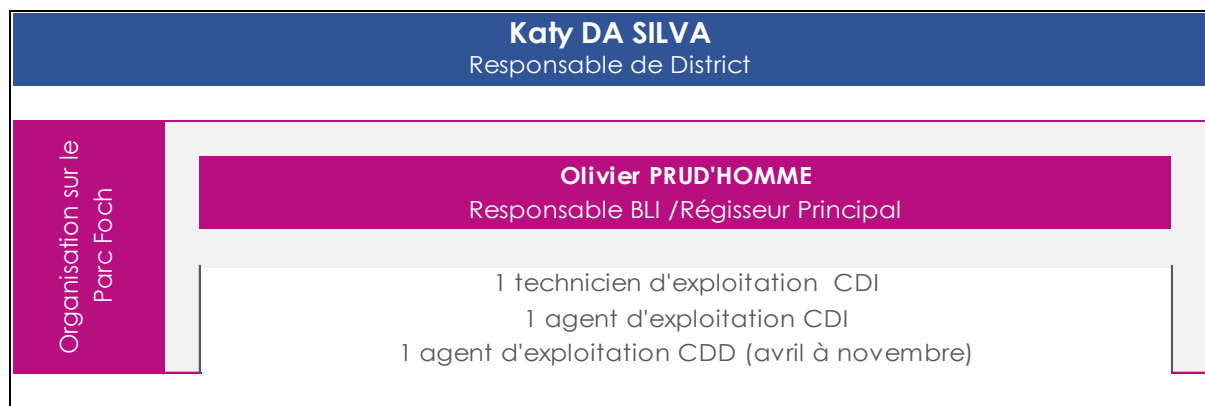 Katy DA SILVA
Responsable de District
Organisation sur le
Parc Foch
Olivier PRUD'HOMME
Responsable BLI /Régisseur Principal
1 technicien d'exploitation CDI
1 agent d'exploitation CDI
1 agent d'exploitation CDD (avril à novembre)